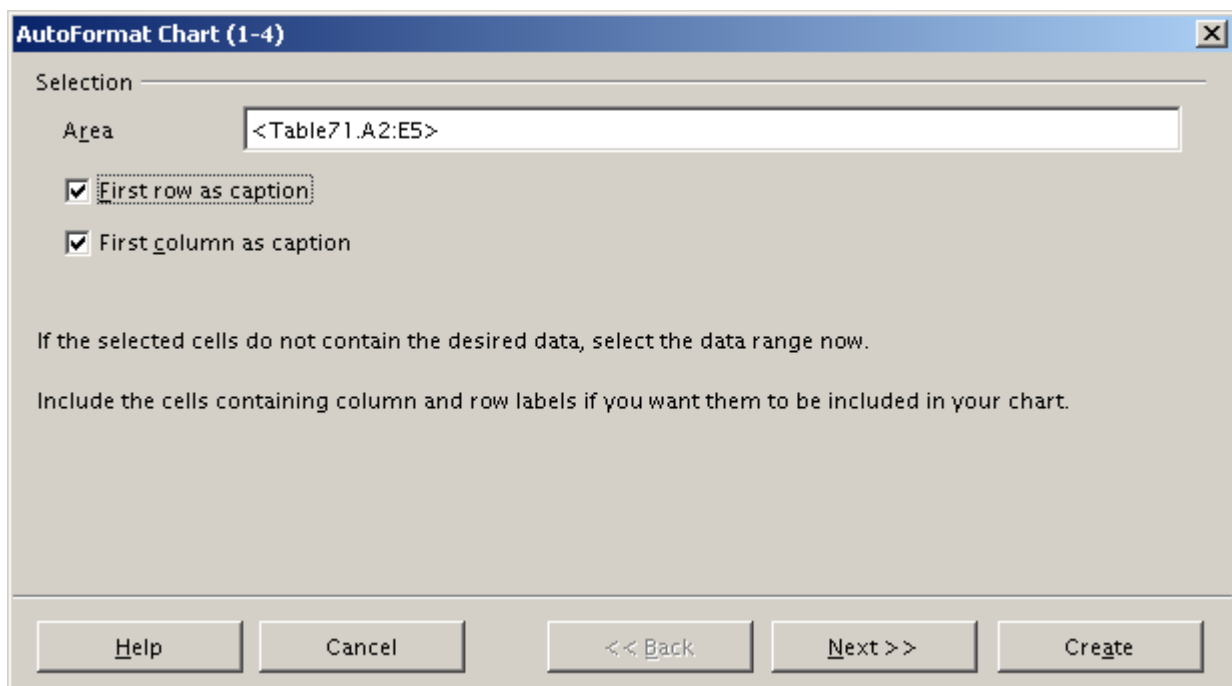 AutoFormat Chart (1-4)
Selection
Area <Table71.A2:E5>
First row as caption
First column as caption
If the selected cells do not contain the desired data, select the data range now.
Include the cells containing column and row labels if you want them to be included in your chart.
Help Cancel << Back Next >> Create